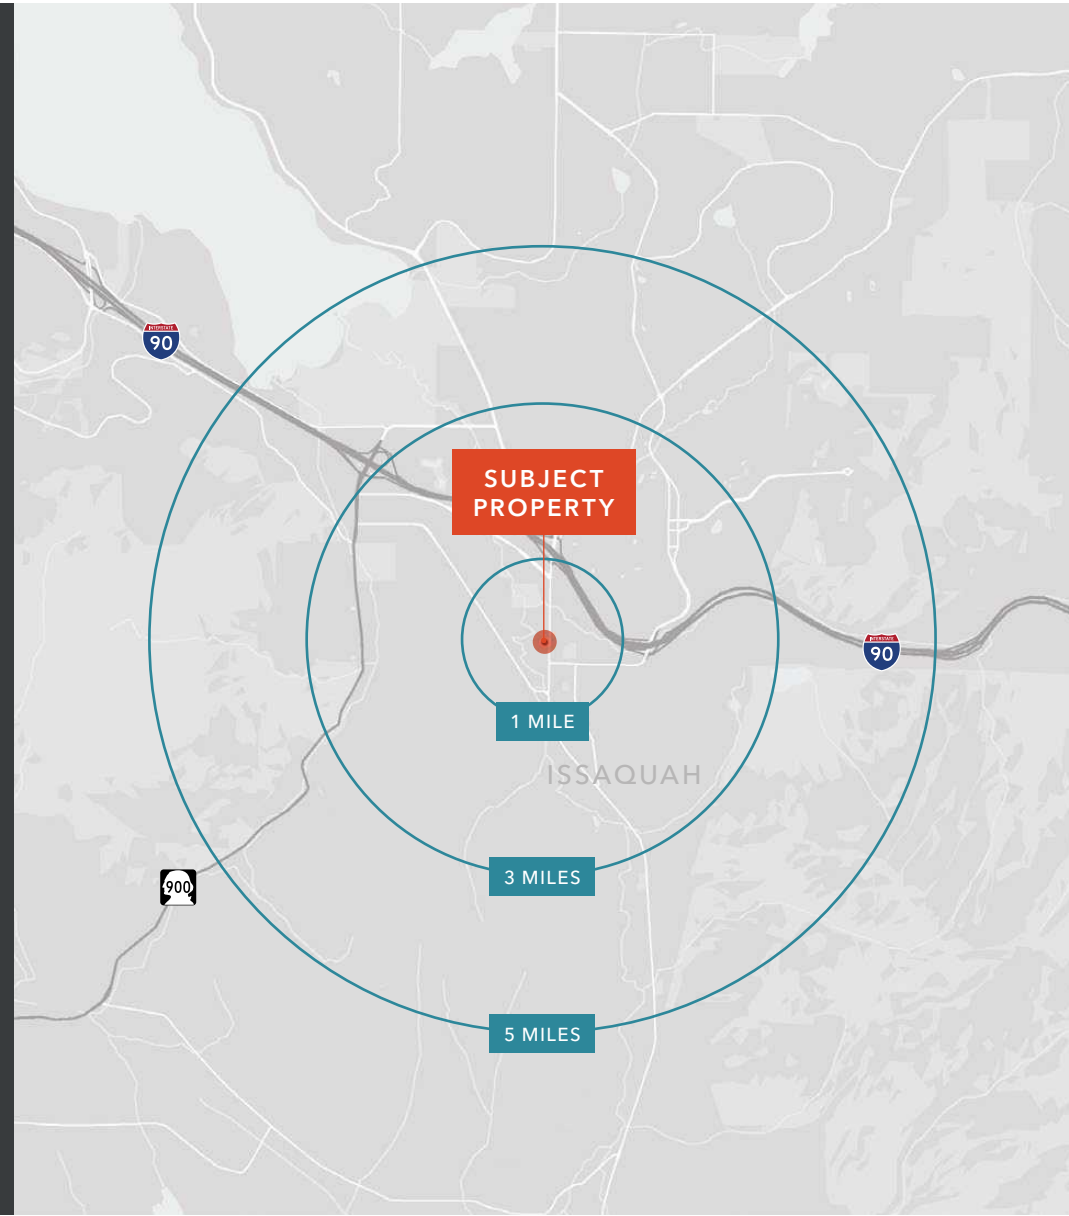 INTERSTATE
90
SUBJECT
PROPERTY
INTERSTATE
90
1 MILE
ISSAQUAH
3 MILES
900
5 MILES